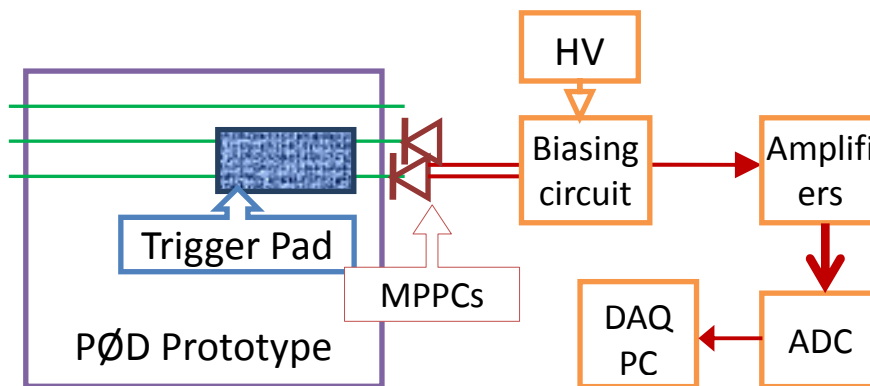 HV
Biasing
circuit
Amplifi
ers
Trigger Pad
MPPCs
DAQ
PC
ADC
PØD Prototype